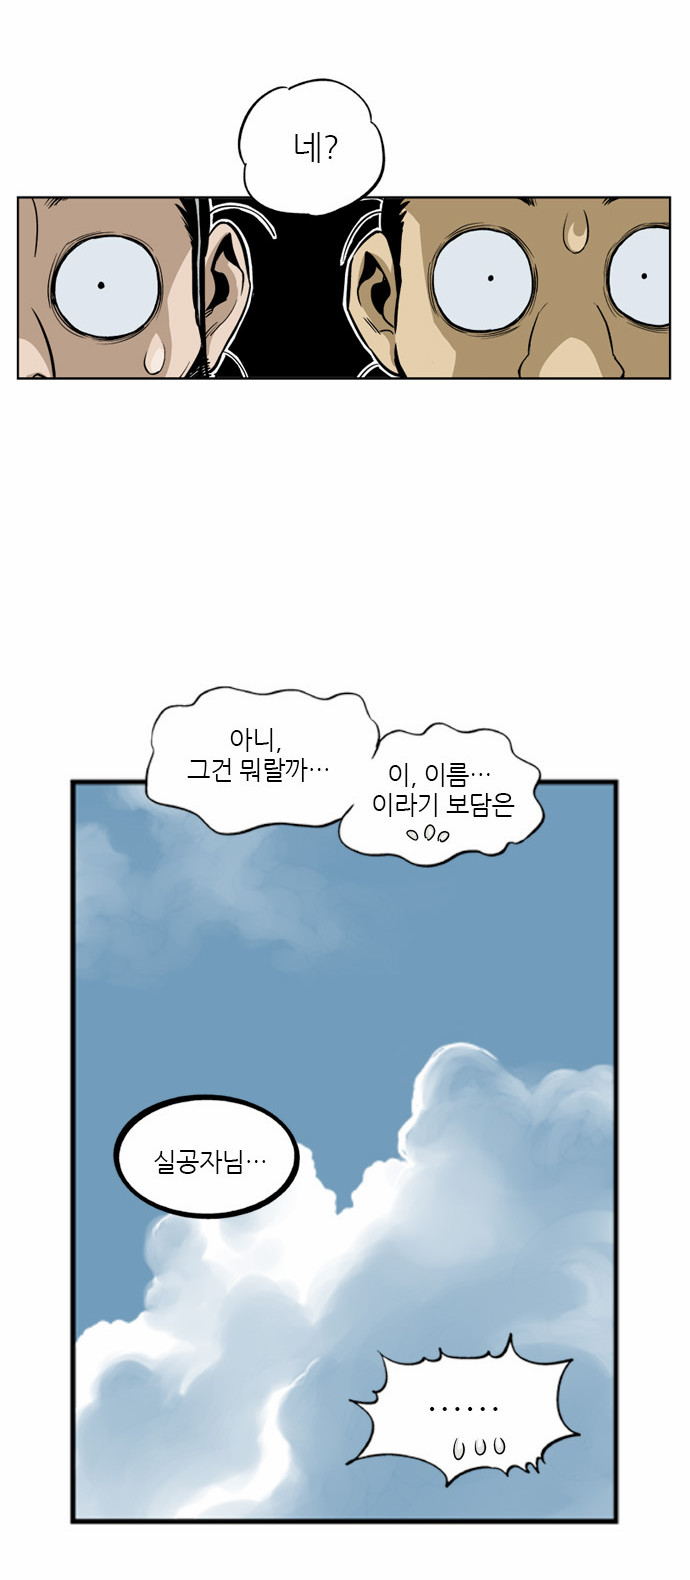 네?
아니,
그건 뭐랄까…
이, 이름…
이라기 보담은
실공자님…
……